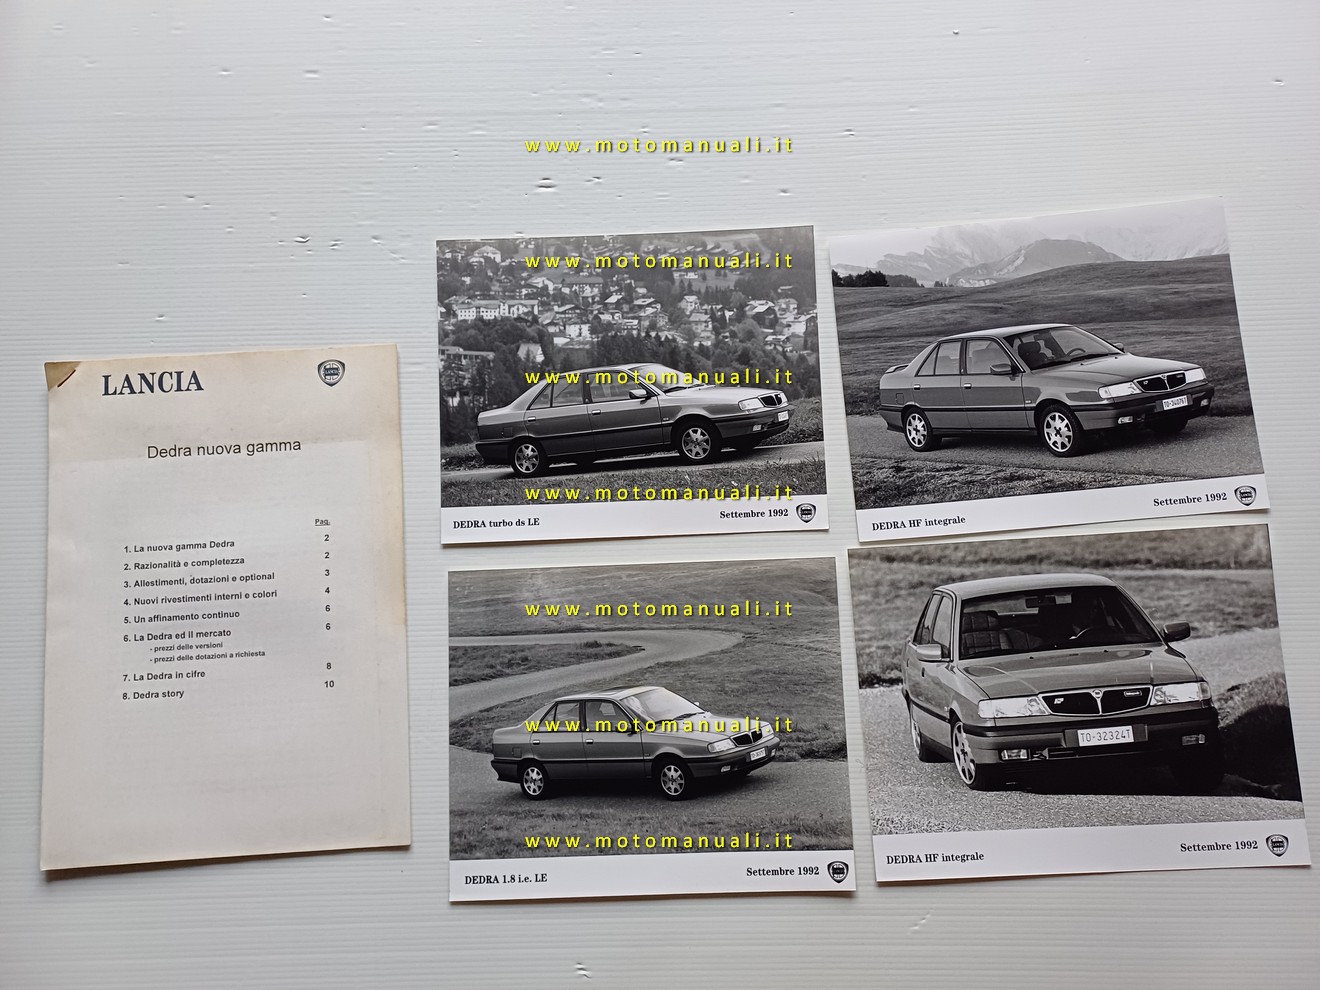 www.motomanuali.it
LANCIA
LANCIA
Dedra nuova gamma
Pag.
1. La nuova gamma Dedra 2
2. Razionalità e completezza 2
3. Allestimenti, dotazioni e optional 3
4. Nuovi rivestimenti interni e colori 4
5. Un affinamento continuo 6
6. La Dedra ed il mercato 6
- prezzi delle versioni
- prezzi delle dotazioni a richiesta
7. La Dedra in cifre 8
8. Dedra story 10
www.motomanuali.it
www.motomanuali.it
www.motomanuali.it
DEDRA turbo ds LE Settembre 1992
DEDRA HF integrale Settembre 1992
www.motomanuali.it
www.motomanuali.it
www.motomanuali.it
DEDRA 1.8 i.e. LE Settembre 1992
TO-32324T
DEDRA HF integrale Settembre 1992